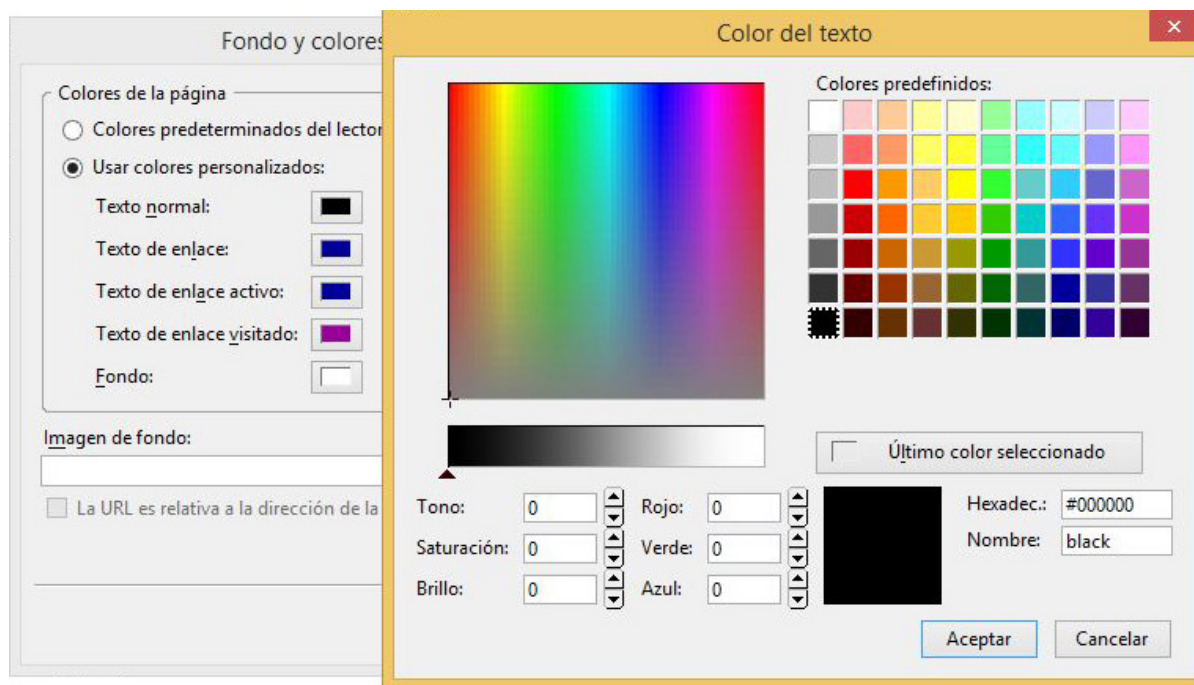 Fondo y colores
Colores de la página
Colores predeterminados del lector
Usar colores personalizados:
Texto normal:
Texto de enlace:
Texto de enlace activo:
Texto de enlace visitado:
Fondo:
Imagen de fondo:
La URL es relativa a la dirección de la
Color del texto
Colores predefinidos:
Último color seleccionado
Tono: 0 Rojo: 0 Hexadec.: #000000
Saturación: 0 Verde: 0 Nombre: black
Brillo: 0 Azul: 0
Aceptar Cancelar